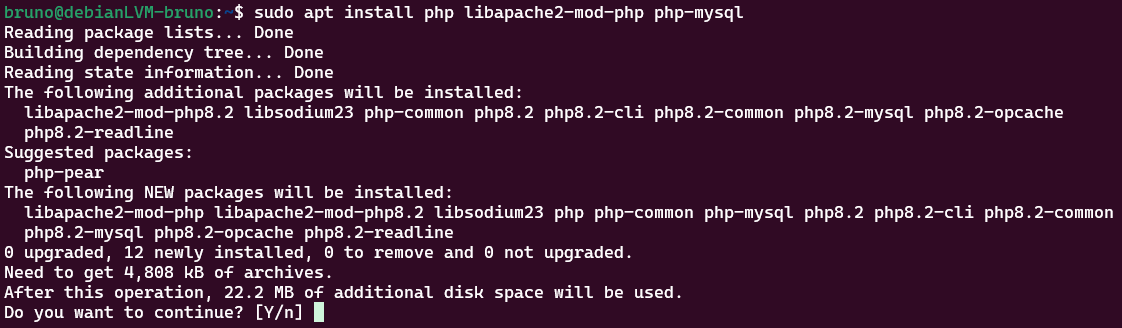 bruno@debianLVM-bruno:~$ sudo apt install php libapache2-mod-php php-mysql
Reading package lists... Done
Building dependency tree... Done
Reading state information... Done
The following additional packages will be installed:
  libapache2-mod-php8.2 libsodium23 php-common php8.2 php8.2-cli php8.2-common php8.2-mysql php8.2-opcache
  php8.2-readline
Suggested packages:
  php-pear
The following NEW packages will be installed:
  libapache2-mod-php libapache2-mod-php8.2 libsodium23 php php-common php-mysql php8.2 php8.2-cli php8.2-common
  php8.2-mysql php8.2-opcache php8.2-readline
0 upgraded, 12 newly installed, 0 to remove and 0 not upgraded.
Need to get 4,808 kB of archives.
After this operation, 22.2 MB of additional disk space will be used.
Do you want to continue? [Y/n]